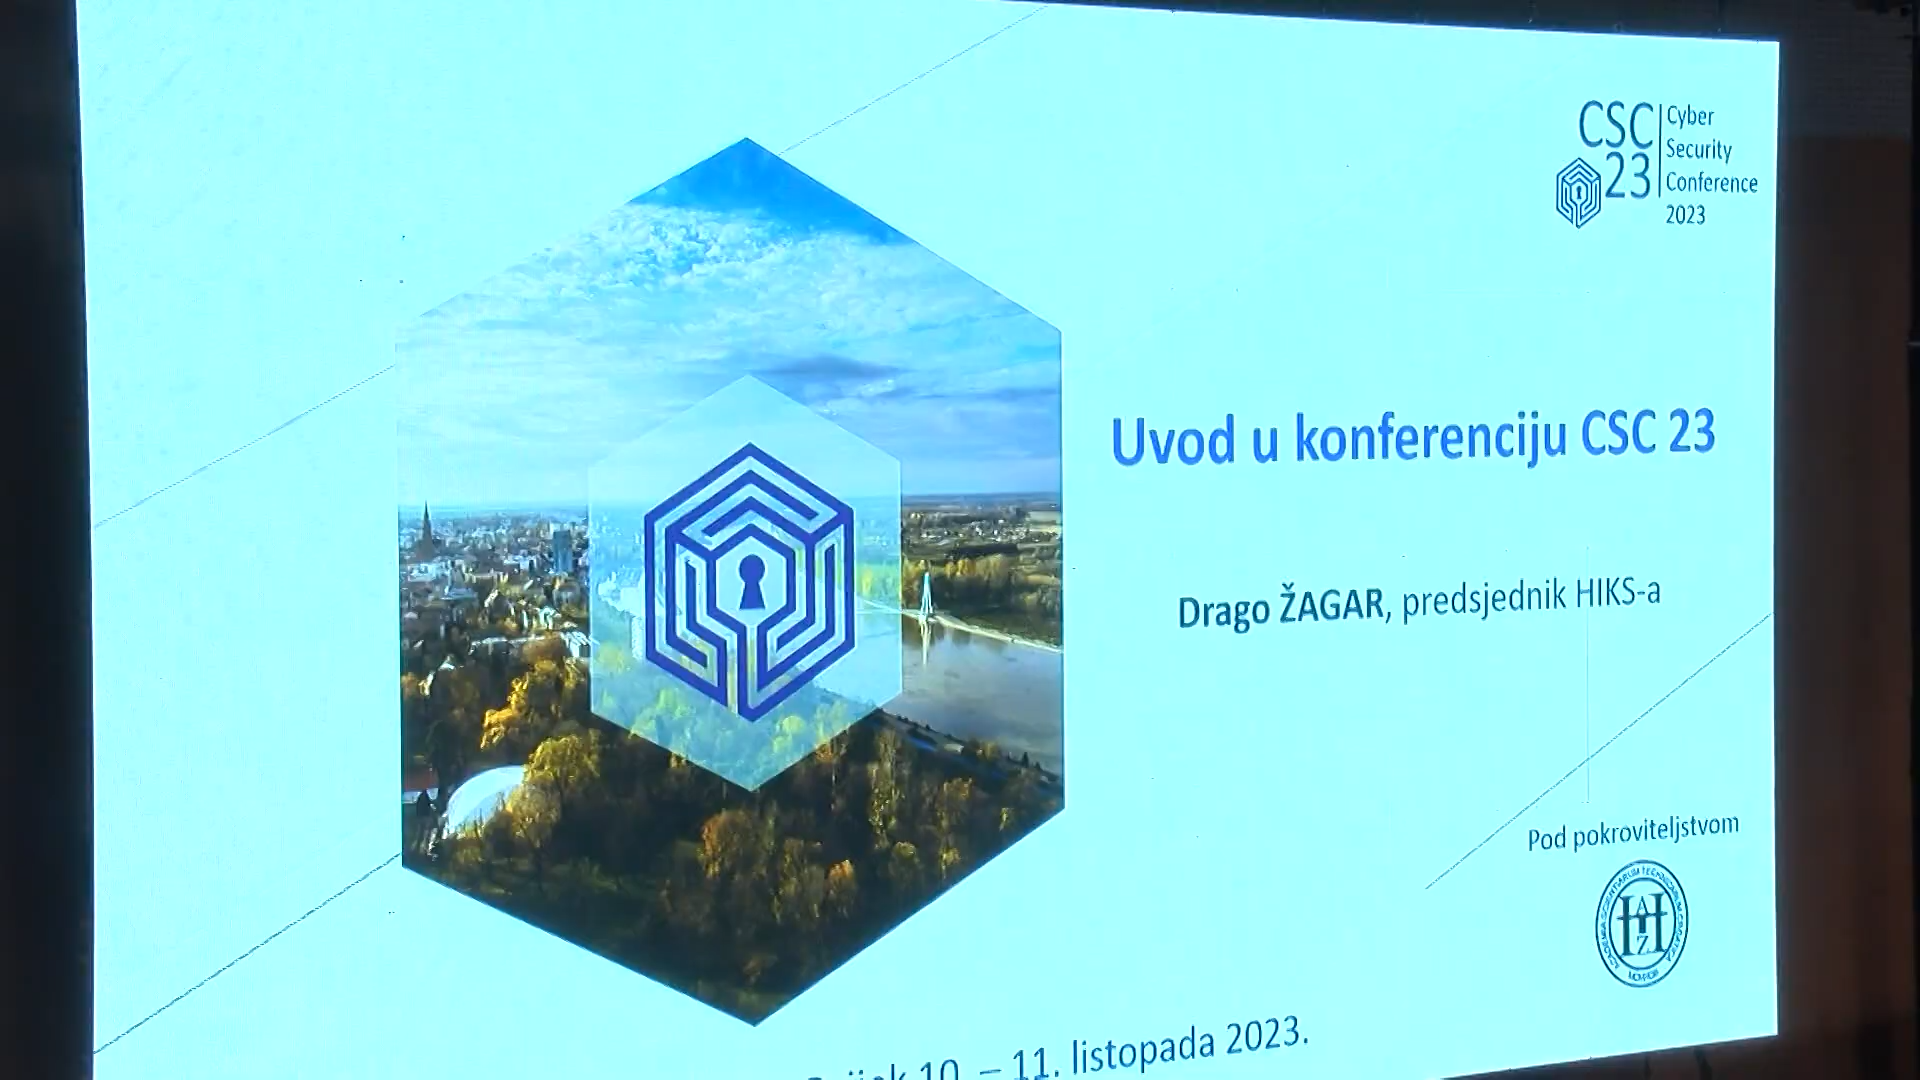 CSC
23
Cyber
Security
Conference
2023
Uvod u konferenciju CSC 23
Drago ŽAGAR, predsjednik HIKS-a
Pod pokroviteljstvom
10. – 11. listopada 2023.